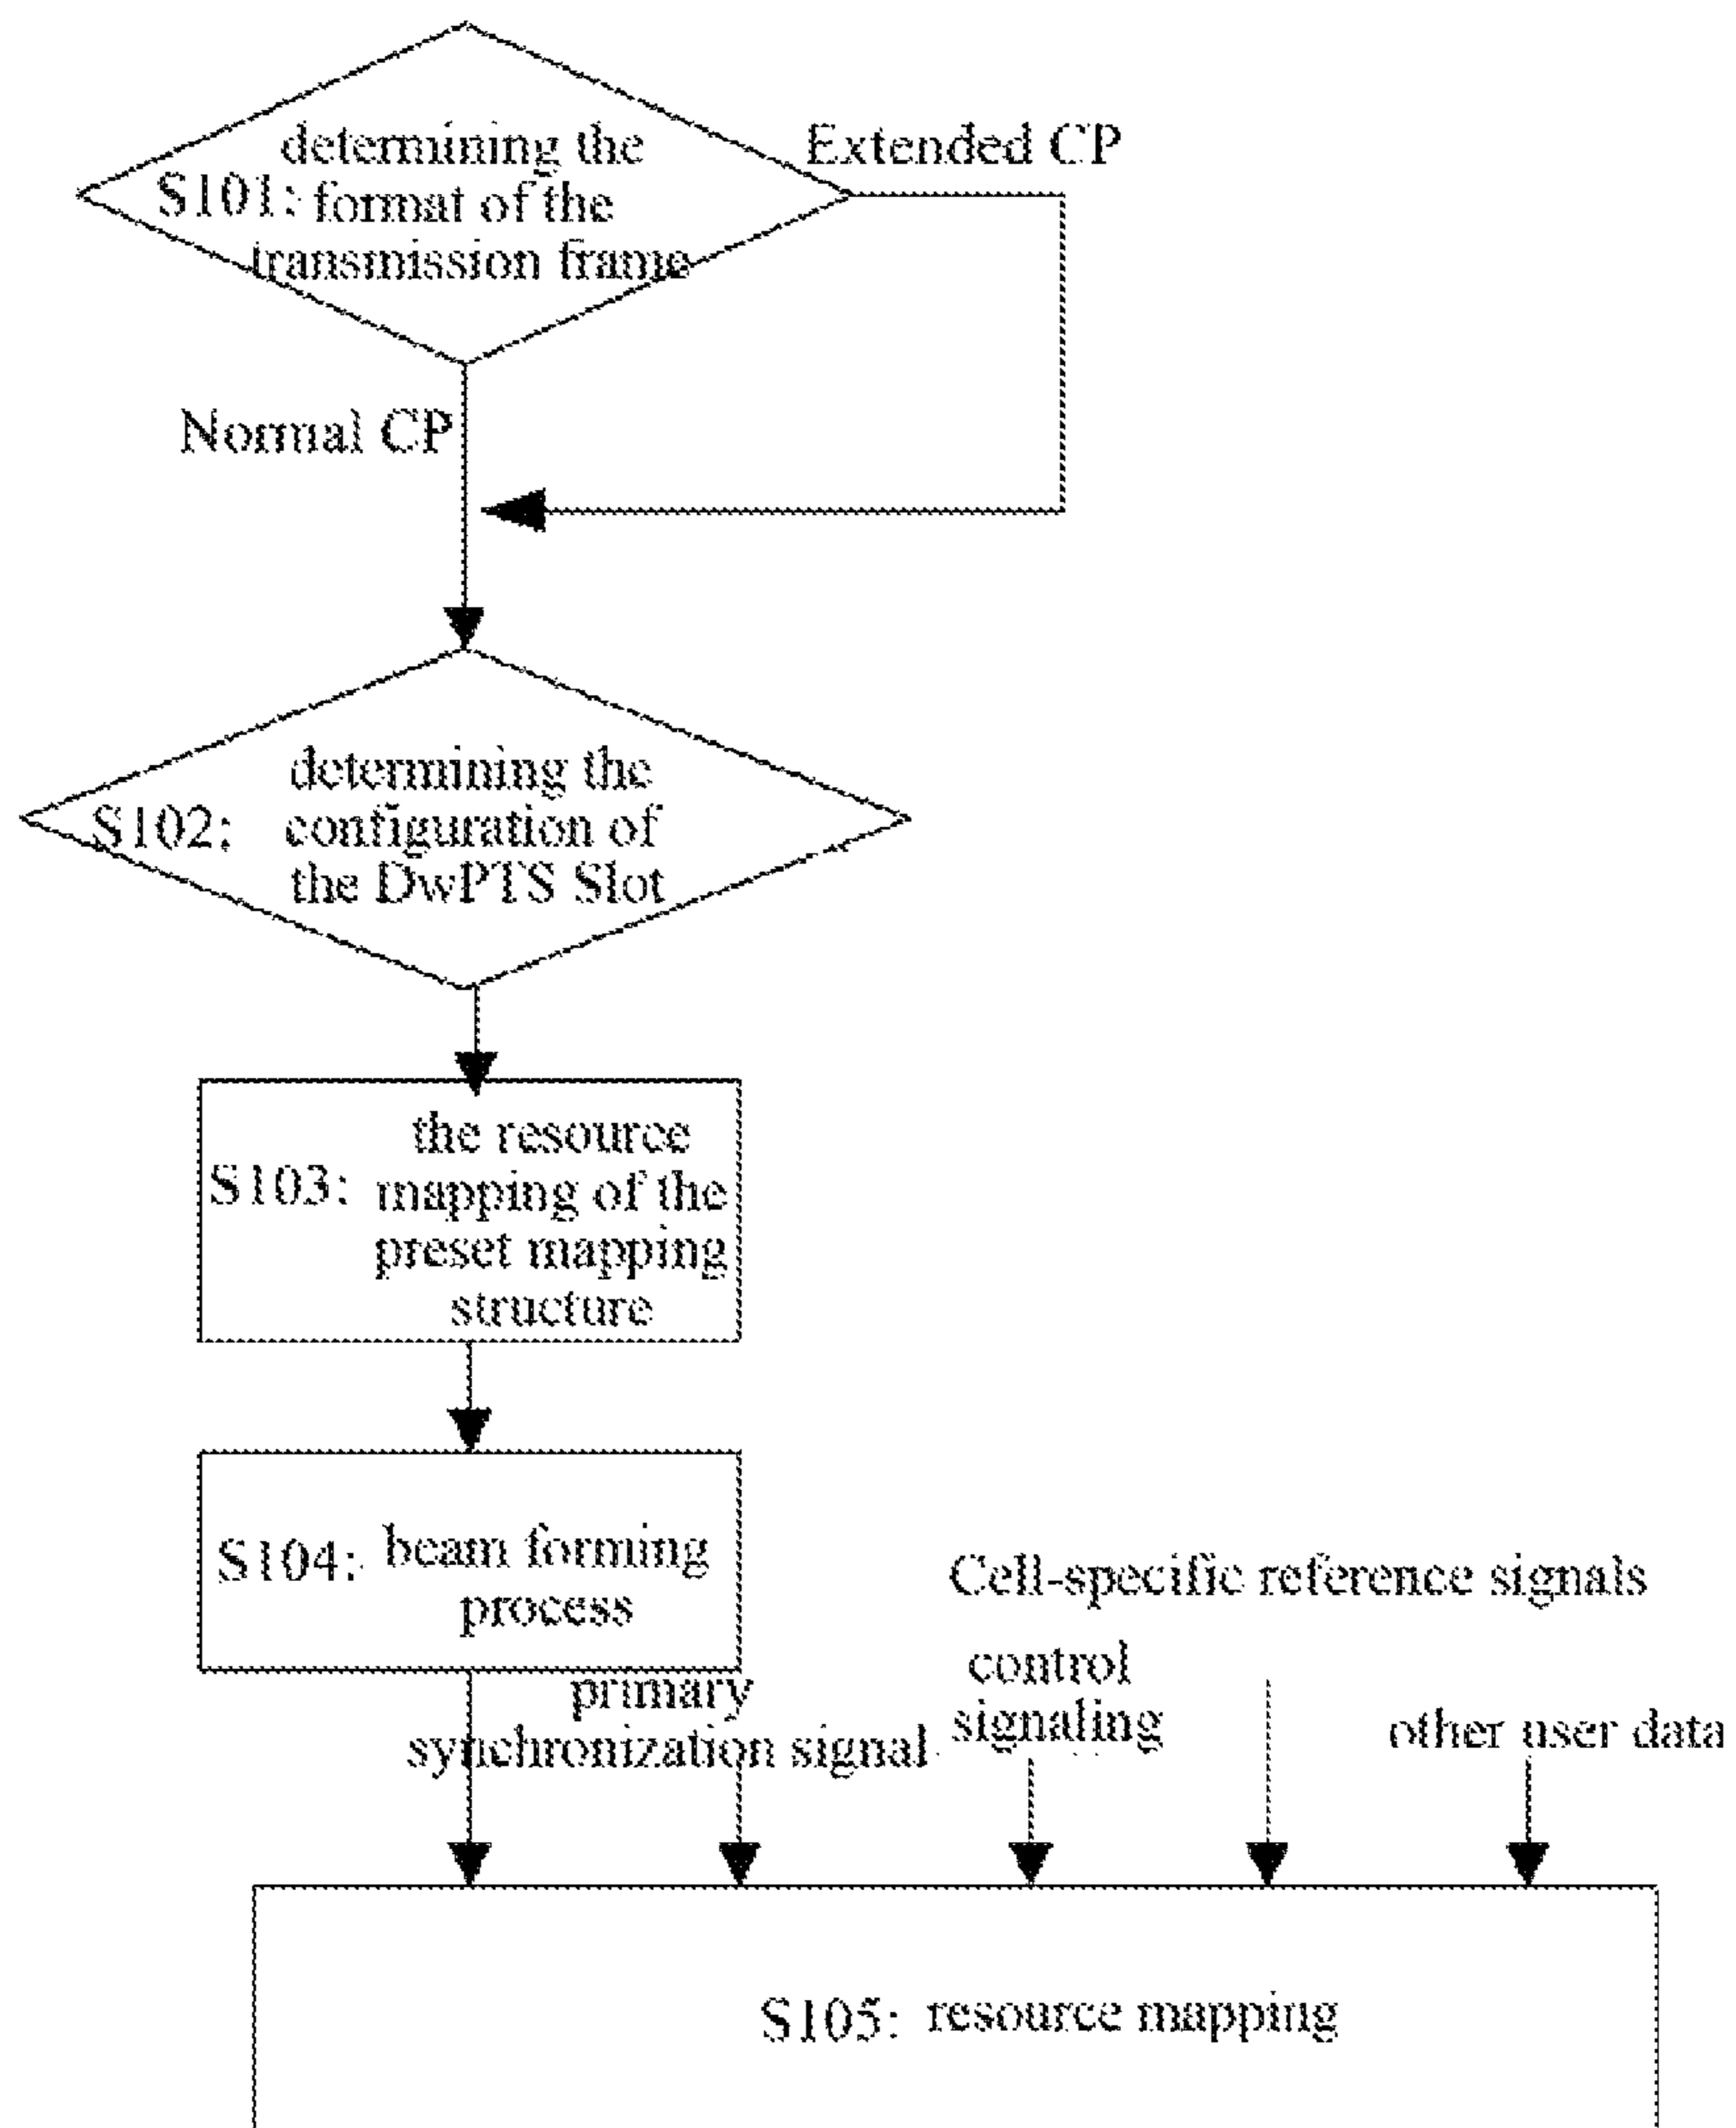 determining the
Extended CP
S101: format of the
transmission frame
Normal CP
determining the
S102: configuration of
the DwPTS Slot
the resource
S103: mapping of the
preset mapping
structure
S104: beam forming
process
Cell-specific reference signals
primary
synchronization signal
control
signaling
other user data
S105: resource mapping